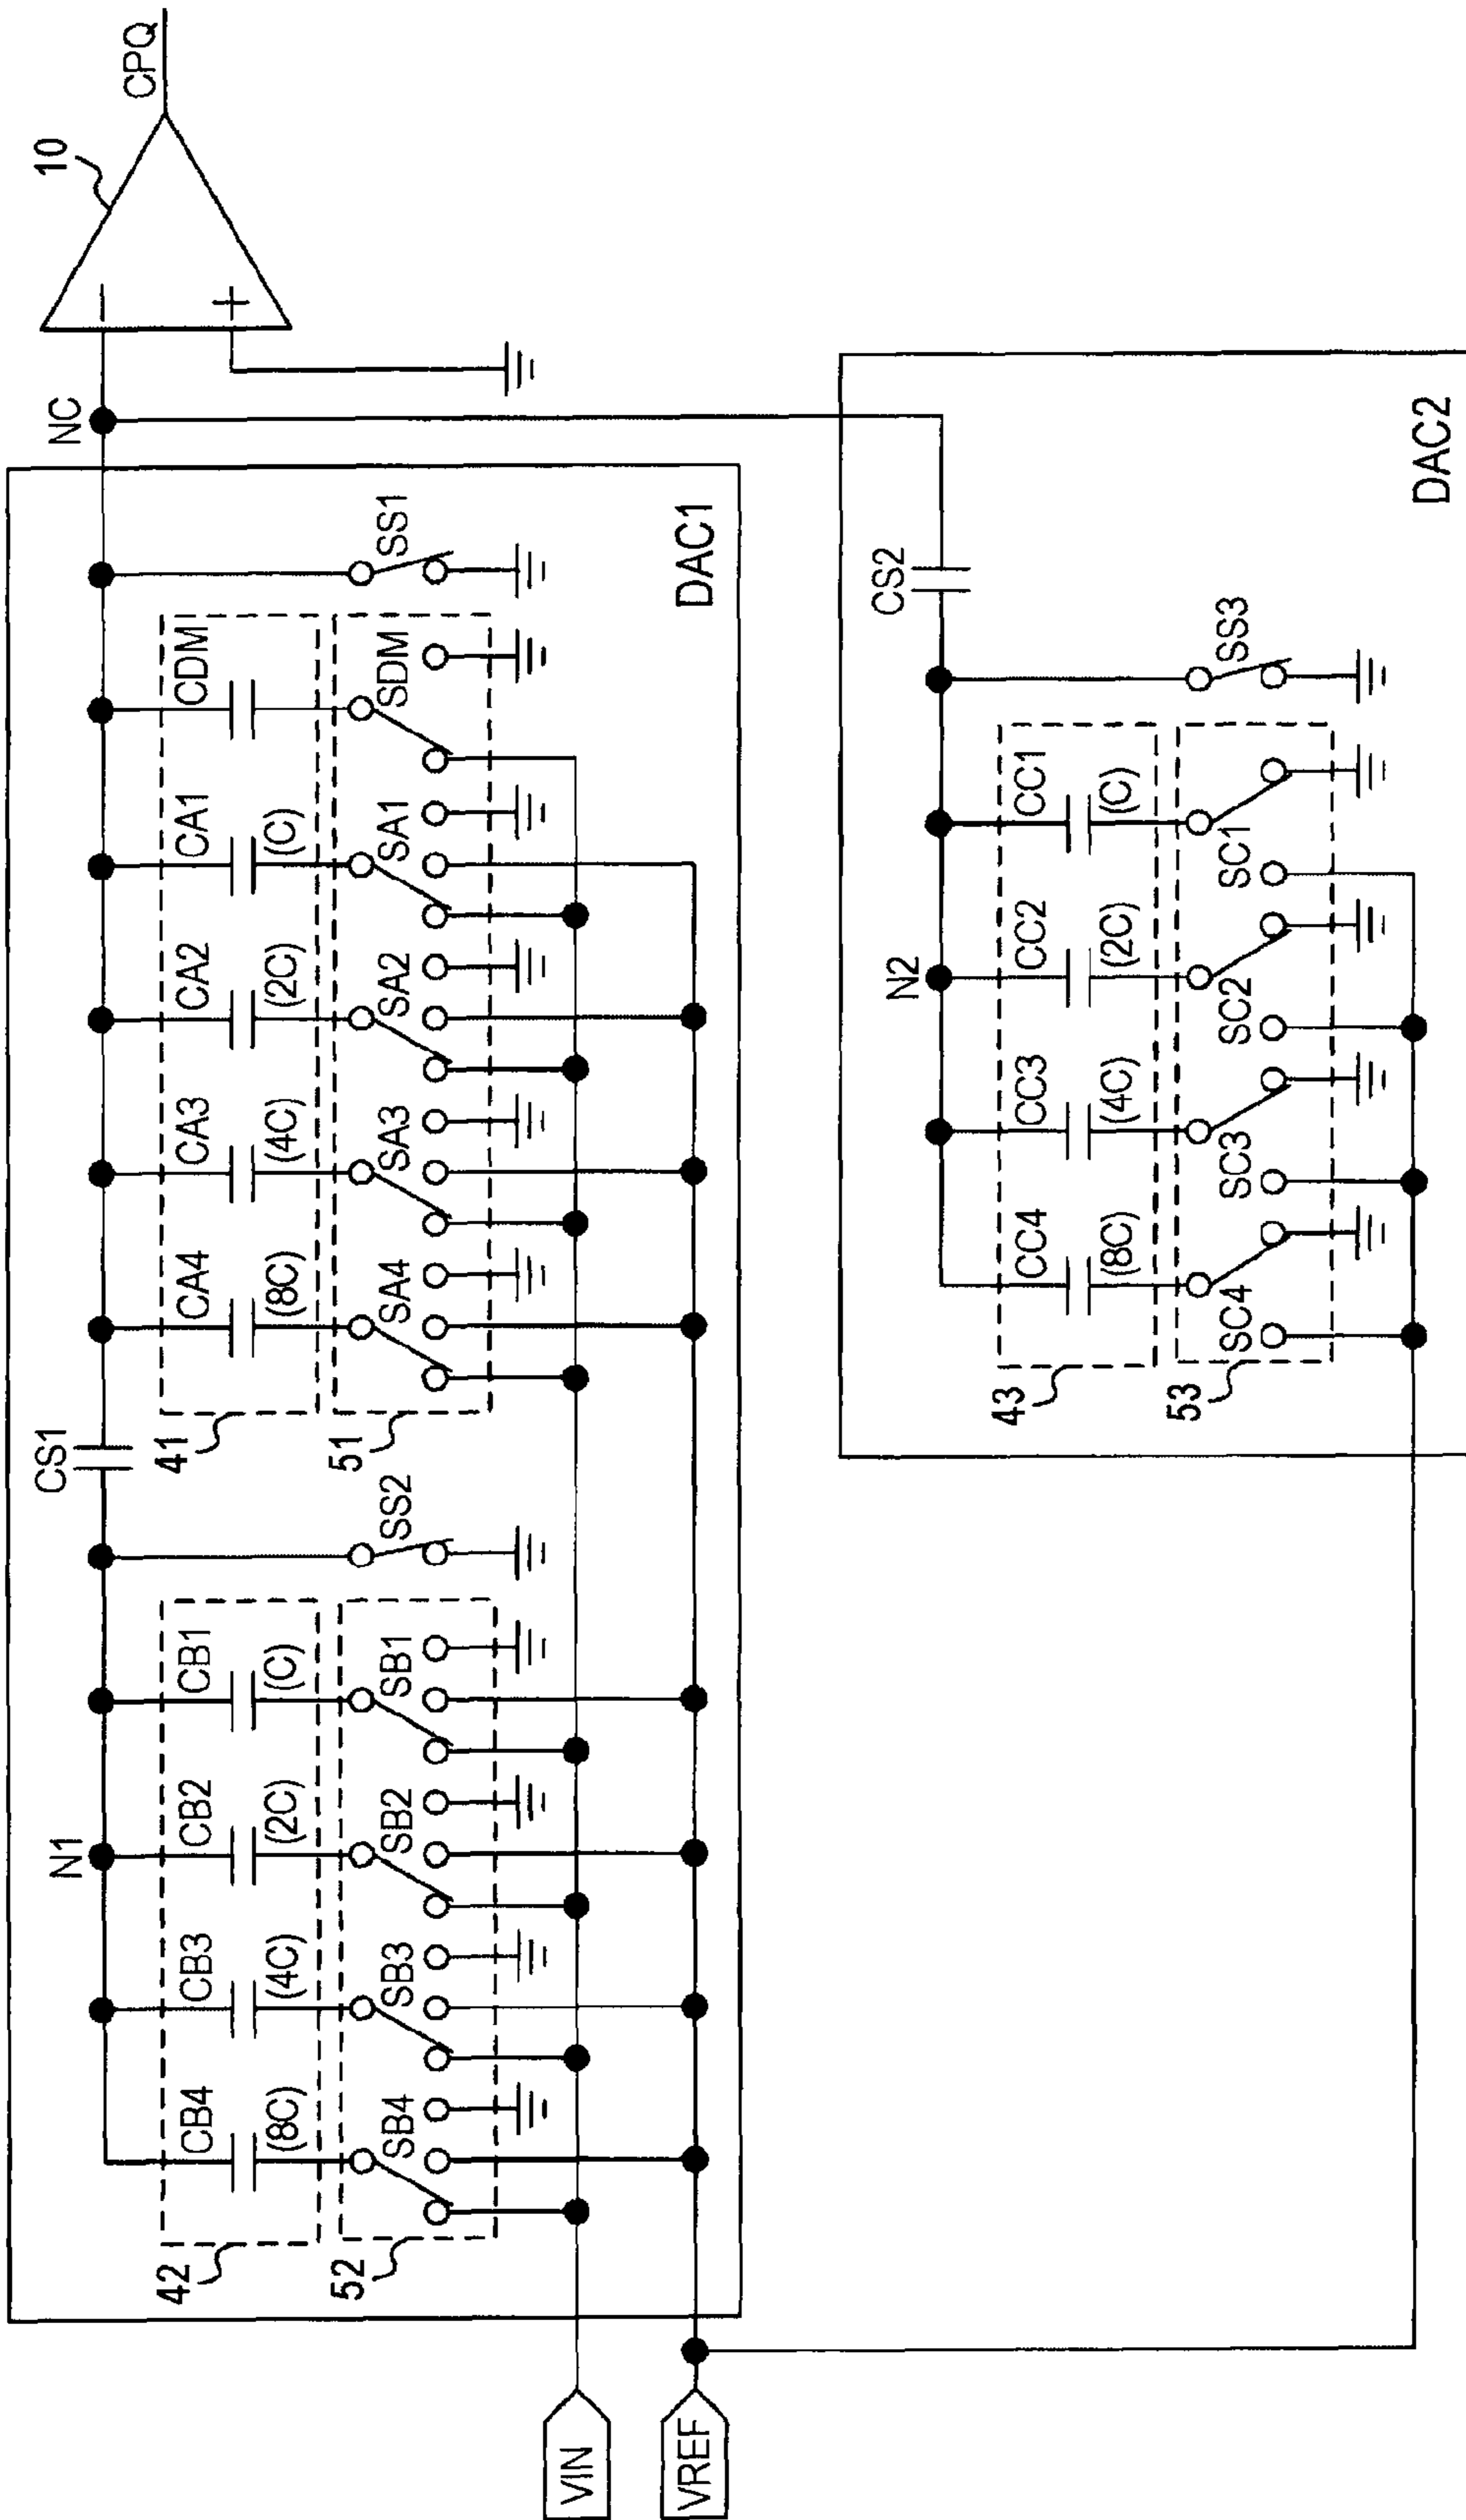 CPQ
10
NC
CS1
N1
CB4
CB3
CB2
CB1
CA4
CA3
CA2
CA1
CDM
(8C)
(4C)
(2C)
(C)
(8C)
(4C)
(2C)
(C)
42
41
SB4
SB3
SB2
SB1
SS2
SA4
SA3
SA2
SA1
SDM
SS1
52
51
VIN
VREF
DAC1
CS2
N2
CC4
CC3
CC2
CC1
(8C)
(4C)
(2C)
(C)
43
SC4
SC3
SC2
SC1
SS3
53
DAC2